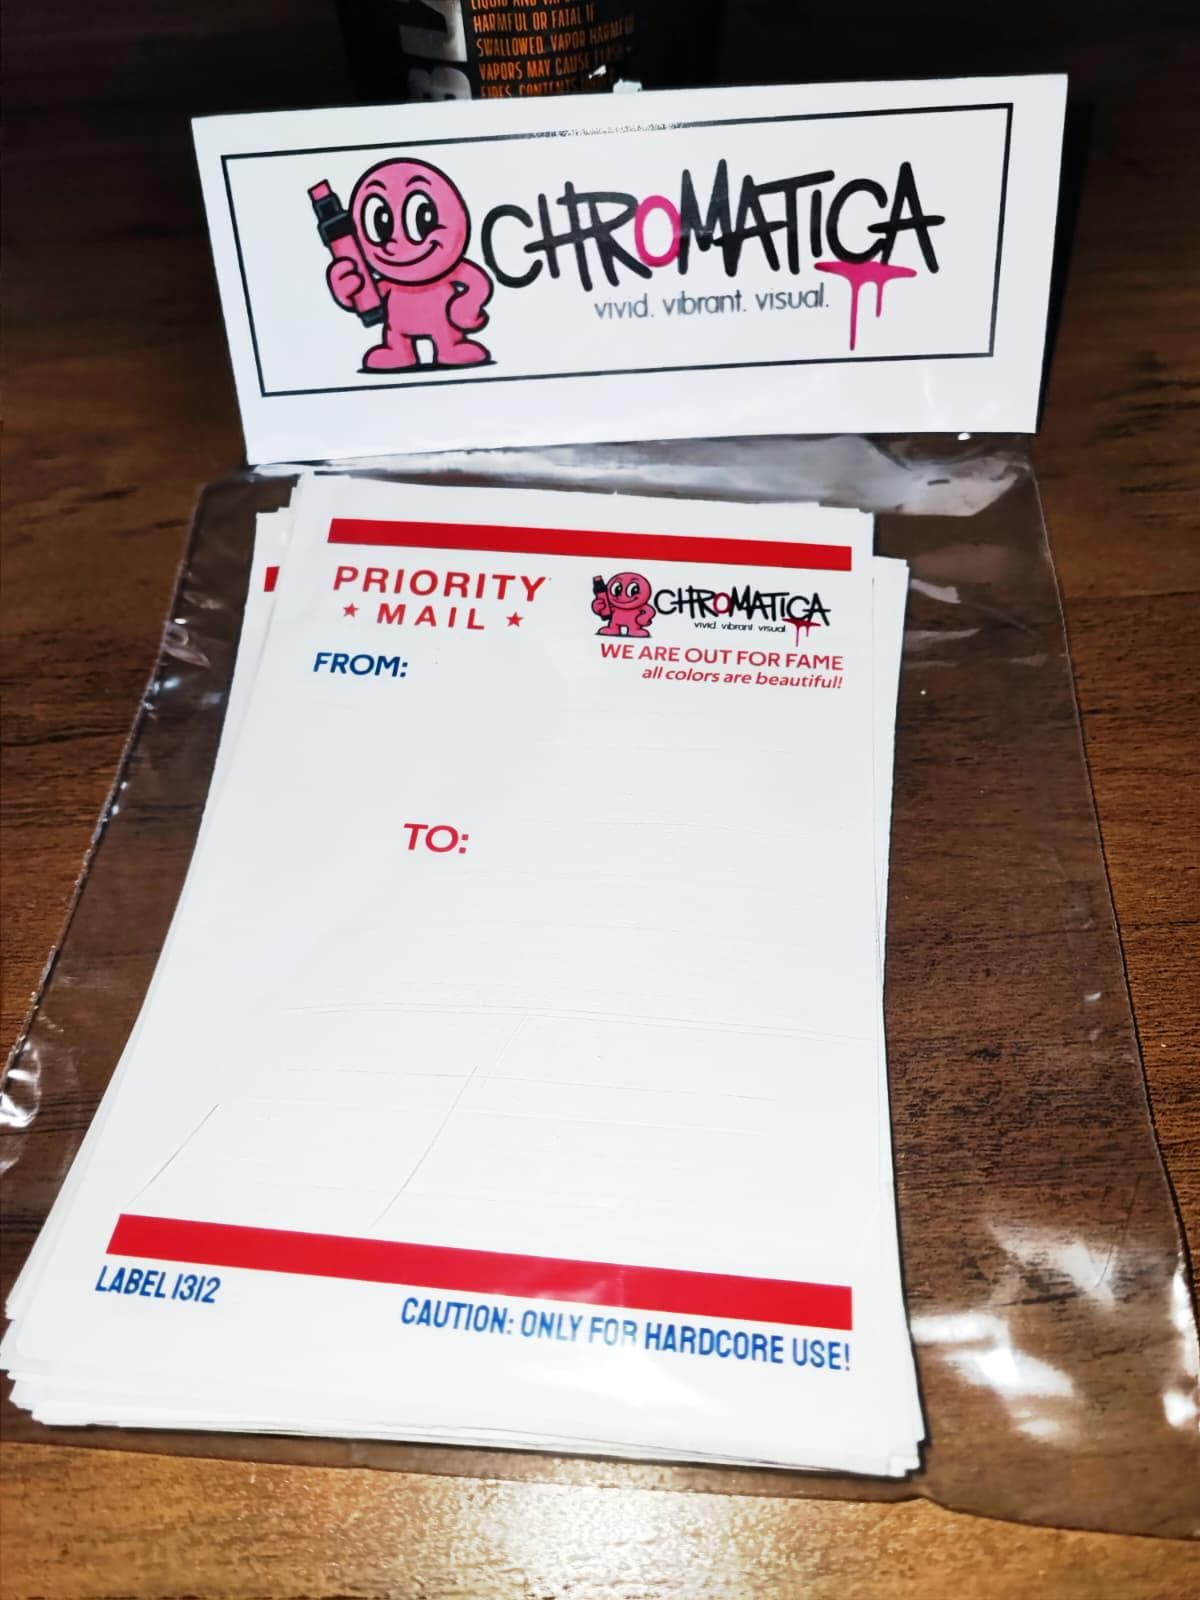 HARMFUL OR FATAL IF
SWALLOWED. VAPOR
VAPORS MAY CAUSE
CHROMATICA
vivid. vibrant. visual.
PRIORITY
★ MAIL ★
CHROMATICA
vivid. vibrant. visual
WE ARE OUT FOR FAME
all colors are beautiful!
FROM:
TO:
LABEL 1312
CAUTION: ONLY FOR HARDCORE USE!